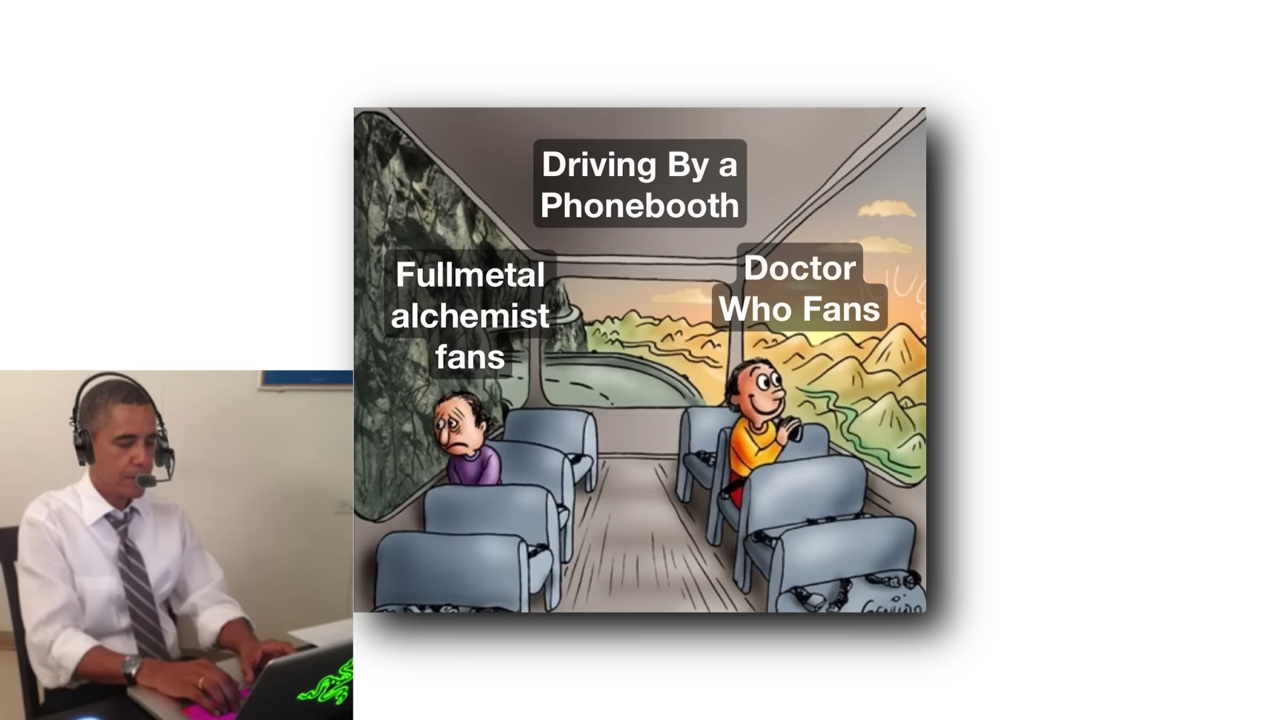 Driving By a
Phonebooth
Fullmetal
alchemist
fans
Doctor
Who Fans